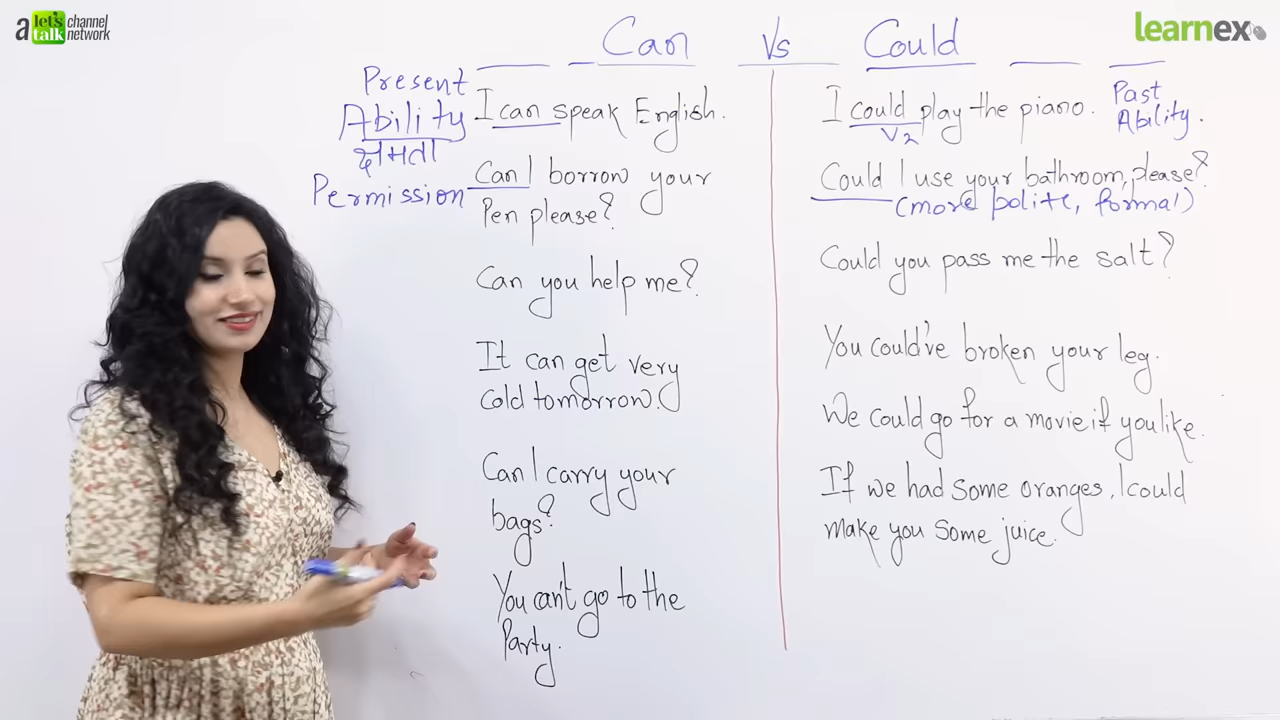 a let's talk channel network
learnex
Can Vs Could
Present
Ability
क्षमता
I can speak English.
Permission
Can I borrow your
Pen please?
Can you help me?
It can get very
cold tomorrow.
Can I carry your
bags?
You can't go to the
Party.
I could play the piano.
V2
Past
Ability.
Could I use your bathroom, please?
(more polite, formal)
Could you pass me the salt?
You could've broken your leg.
We could go for a movie if you like.
If we had some oranges, I could
make you some juice.